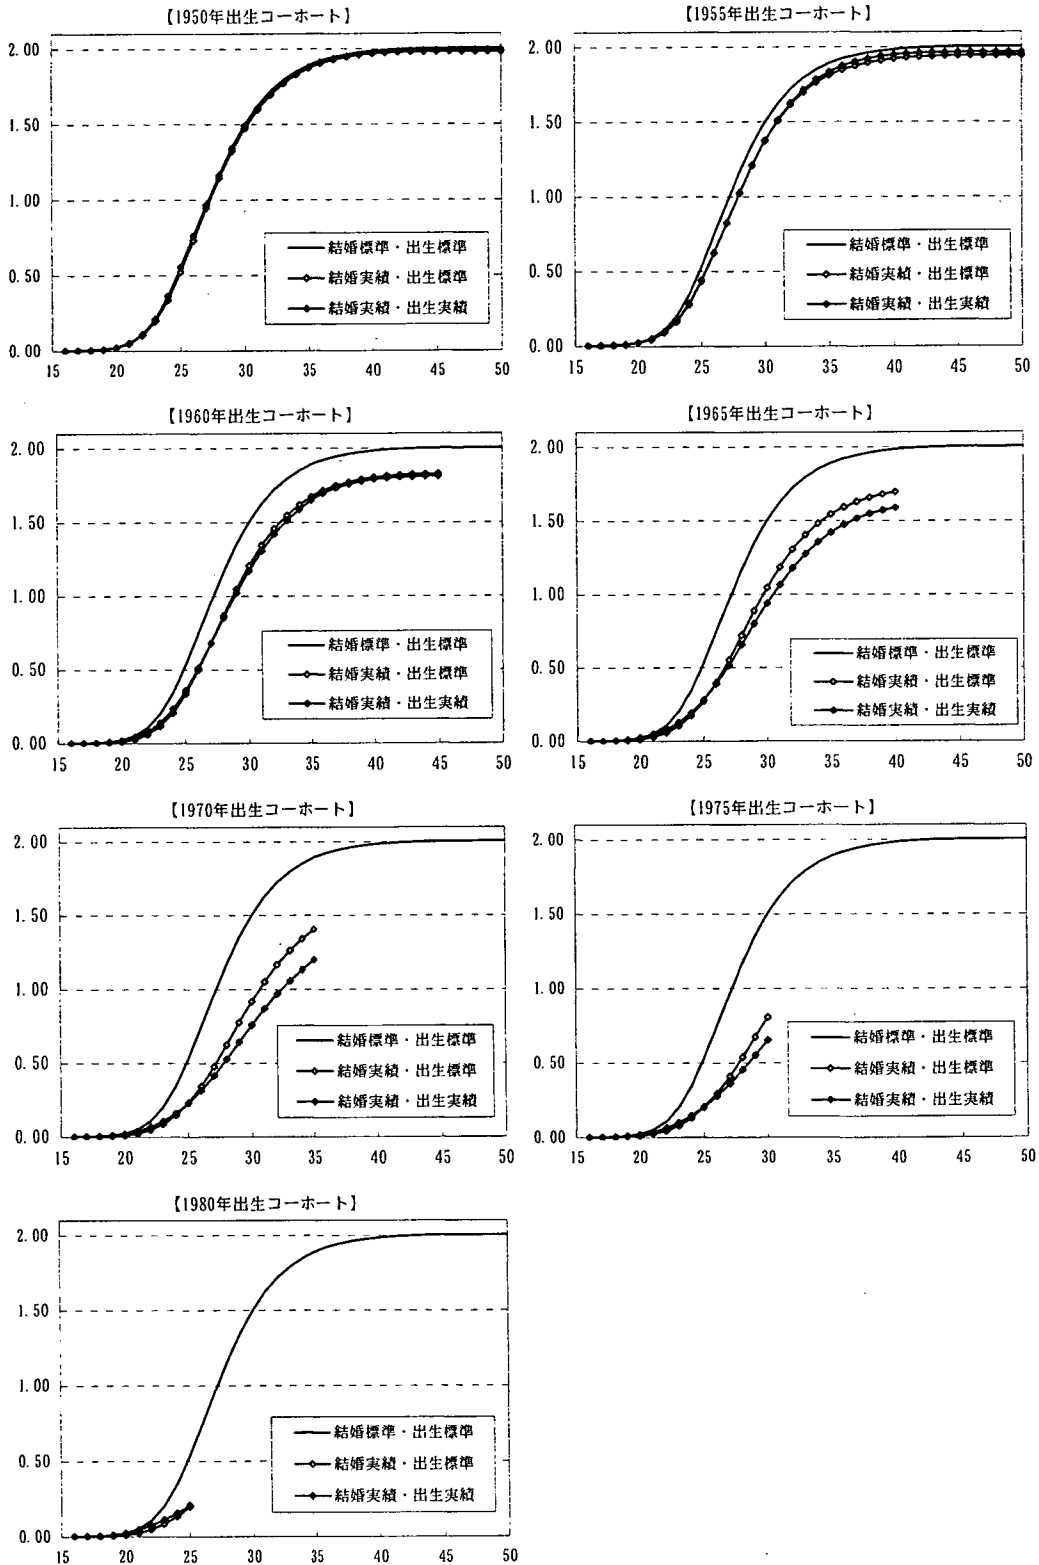 【1950年出生コーホート】
2.00
1.50
1.00
0.50
0.00
結婚標準・出生標準
結婚実績・出生標準
結婚実績・出生実績
15 20 25 30 35 40 45 50
【1955年出生コーホート】
2.00
1.50
1.00
0.50
0.00
結婚標準・出生標準
結婚実績・出生標準
結婚実績・出生実績
15 20 25 30 35 40 45 50
【1960年出生コーホート】
2.00
1.50
1.00
0.50
0.00
結婚標準・出生標準
結婚実績・出生標準
結婚実績・出生実績
15 20 25 30 35 40 45 50
【1965年出生コーホート】
2.00
1.50
1.00
0.50
0.00
結婚標準・出生標準
結婚実績・出生標準
結婚実績・出生実績
15 20 25 30 35 40 45 50
【1970年出生コーホート】
2.00
1.50
1.00
0.50
0.00
結婚標準・出生標準
結婚実績・出生標準
結婚実績・出生実績
15 20 25 30 35 40 45 50
【1975年出生コーホート】
2.00
1.50
1.00
0.50
0.00
結婚標準・出生標準
結婚実績・出生標準
結婚実績・出生実績
15 20 25 30 35 40 45 50
【1980年出生コーホート】
2.00
1.50
1.00
0.50
0.00
結婚標準・出生標準
結婚実績・出生標準
結婚実績・出生実績
15 20 25 30 35 40 45 50